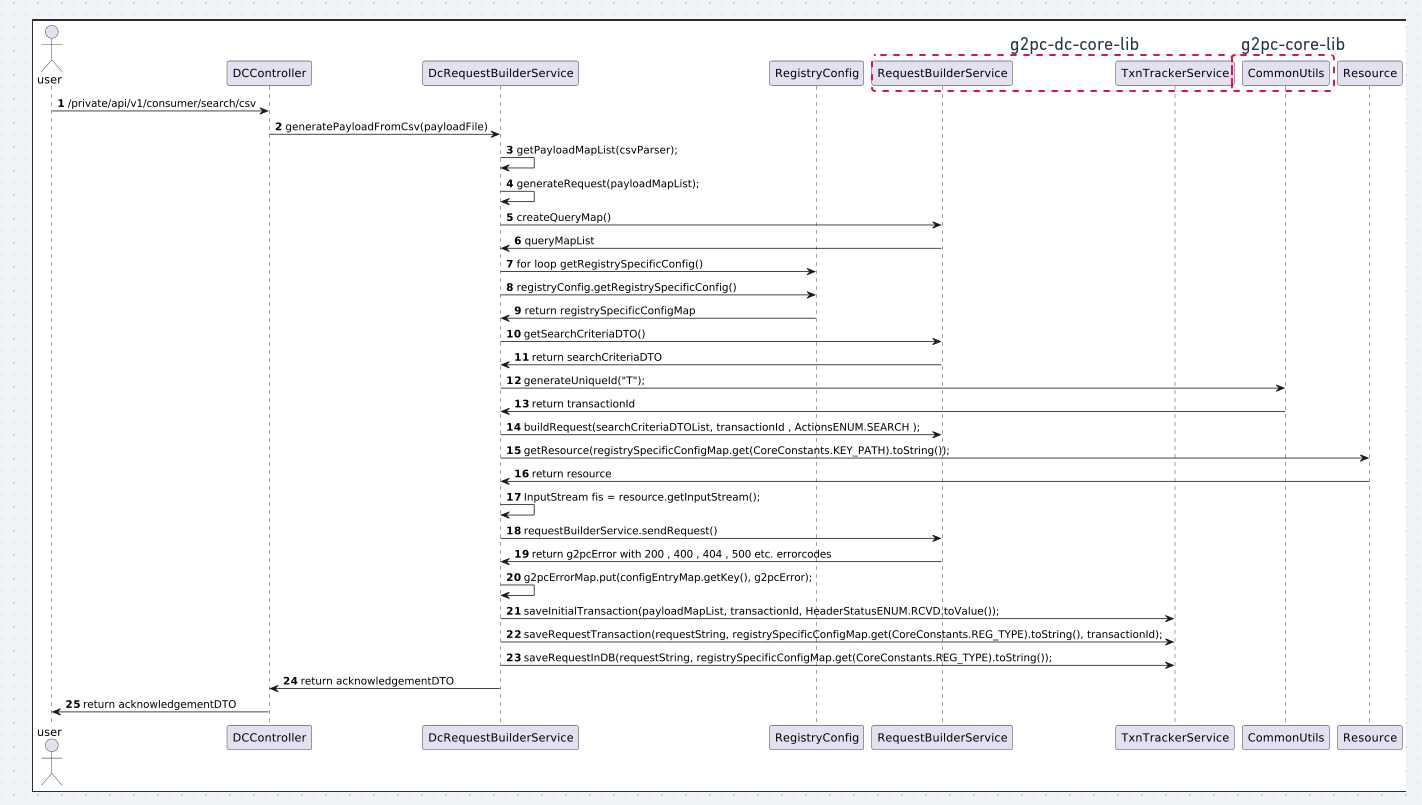 g2pc-dc-core-lib g2pc-core-lib
user DCController DcRequestBuilderService RegistryConfig RequestBuilderService TxnTrackerService CommonUtils Resource
1 /private/api/v1/consumer/search/csv
2 generatePayloadFromCsv(payloadFile)
3 getPayloadMapList(csvParser);
4 generateRequest(payloadMapList);
5 createQueryMap()
6 queryMapList
7 for loop getRegistrySpecificConfig()
8 registryConfig.getRegistrySpecificConfig()
9 return registrySpecificConfigMap
10 getSearchCriteriaDTO()
11 return searchCriteriaDTO
12 generateUniqueId("T");
13 return transactionId
14 buildRequest(searchCriteriaDTOList, transactionId , ActionsENUM.SEARCH );
15 getResource(registrySpecificConfigMap.get(CoreConstants.KEY_PATH).toString());
16 return resource
17 InputStream fis = resource.getInputStream();
18 requestBuilderService.sendRequest()
19 return g2pcError with 200 , 400 , 404 , 500 etc. errorcodes
20 g2pcErrorMap.put(configEntryMap.getKey(), g2pcError);
21 saveInitialTransaction(payloadMapList, transactionId, HeaderStatusENUM.RCVD.toValue());
22 saveRequestTransaction(requestString, registrySpecificConfigMap.get(CoreConstants.REG_TYPE).toString(), transactionId);
23 saveRequestInDB(requestString, registrySpecificConfigMap.get(CoreConstants.REG_TYPE).toString());
24 return acknowledgementDTO
25 return acknowledgementDTO
user DCController DcRequestBuilderService RegistryConfig RequestBuilderService TxnTrackerService CommonUtils Resource